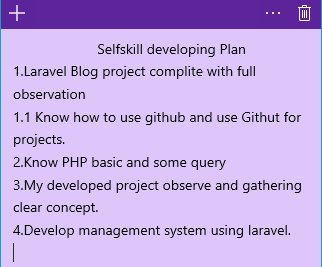 Selfskill developing Plan
1.Laravel Blog project complite with full
observation
1.1 Know how to use github and use Githut for
projects.
2.Know PHP basic and some query
3.My developed project observe and gathering
clear concept.
4.Develop management system using laravel.